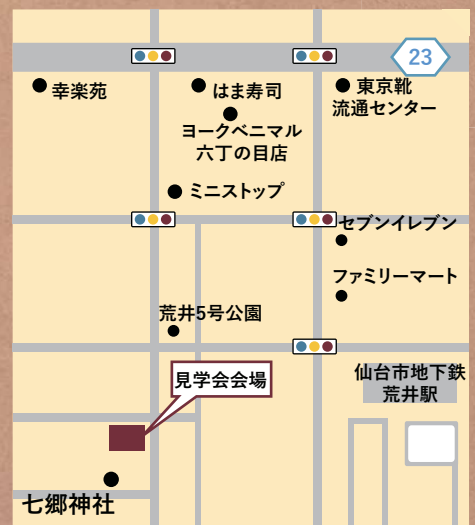 23
幸楽苑
はま寿司
東京靴
流通センター
ヨークベニマル
六丁の目店
ミニストップ
セブンイレブン
ファミリーマート
荒井5号公園
仙台市地下鉄
荒井駅
見学会会場
七郷神社